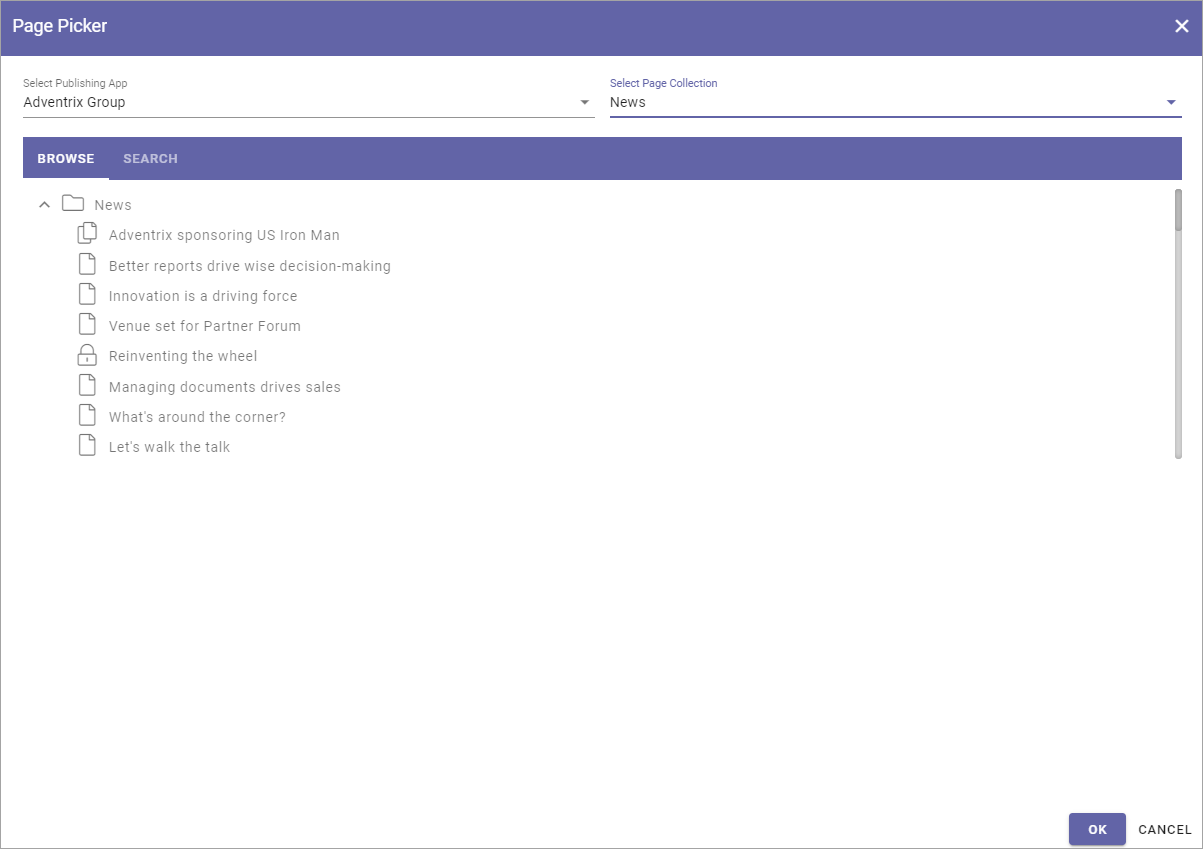 Page Picker
Select Publishing App
Adventrix Group
Select Page Collection
News
BROWSE SEARCH
News
Adventrix sponsoring US Iron Man
Better reports drive wise decision-making
Innovation is a driving force
Venue set for Partner Forum
Reinventing the wheel
Managing documents drives sales
What's around the corner?
Let's walk the talk
OK CANCEL